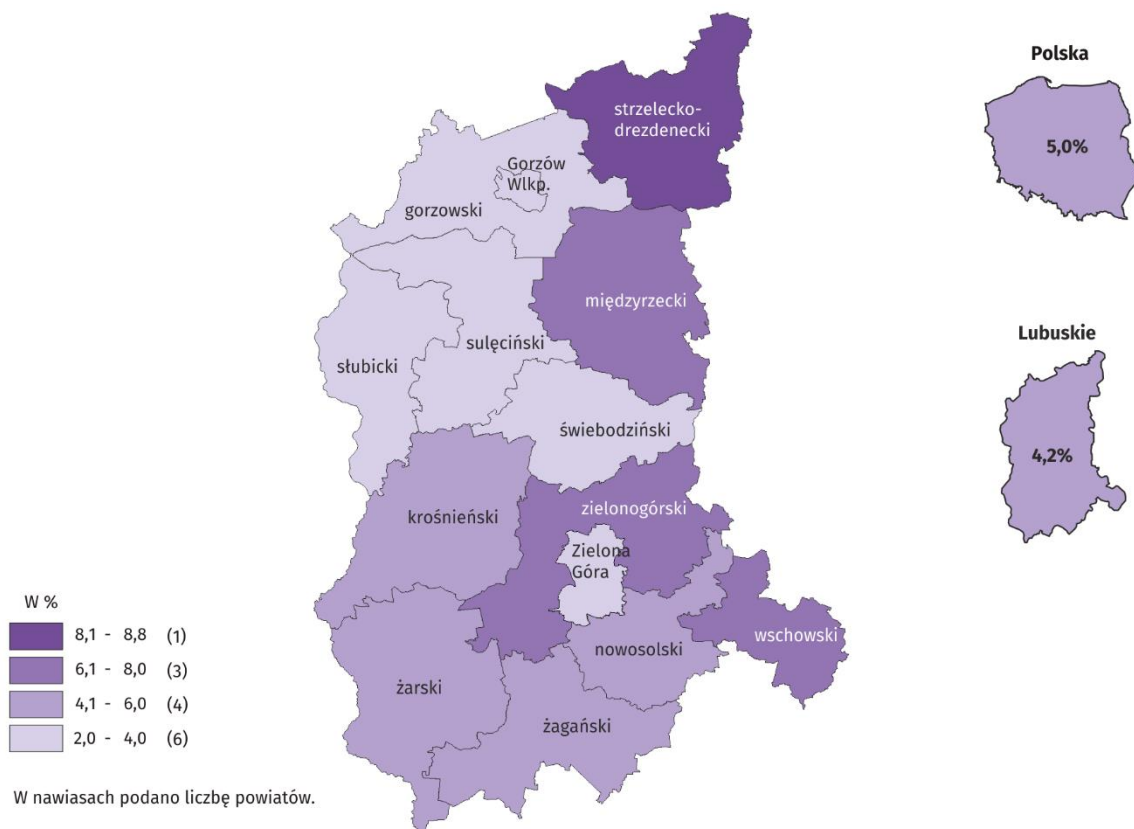 strzelecko-
drezdenecki
Gorzów
Wlkp.
gorzowski
międzyrzecki
sulęciński
słubicki
świebodziński
krośnieński
zielonogórski
Zielona
Góra
wschowski
nowosolski
żarski
żagański
Polska
5,0%
Lubuskie
4,2%
W %
8,1 - 8,8 (1)
6,1 - 8,0 (3)
4,1 - 6,0 (4)
2,0 - 4,0 (6)
W nawiasach podano liczbę powiatów.